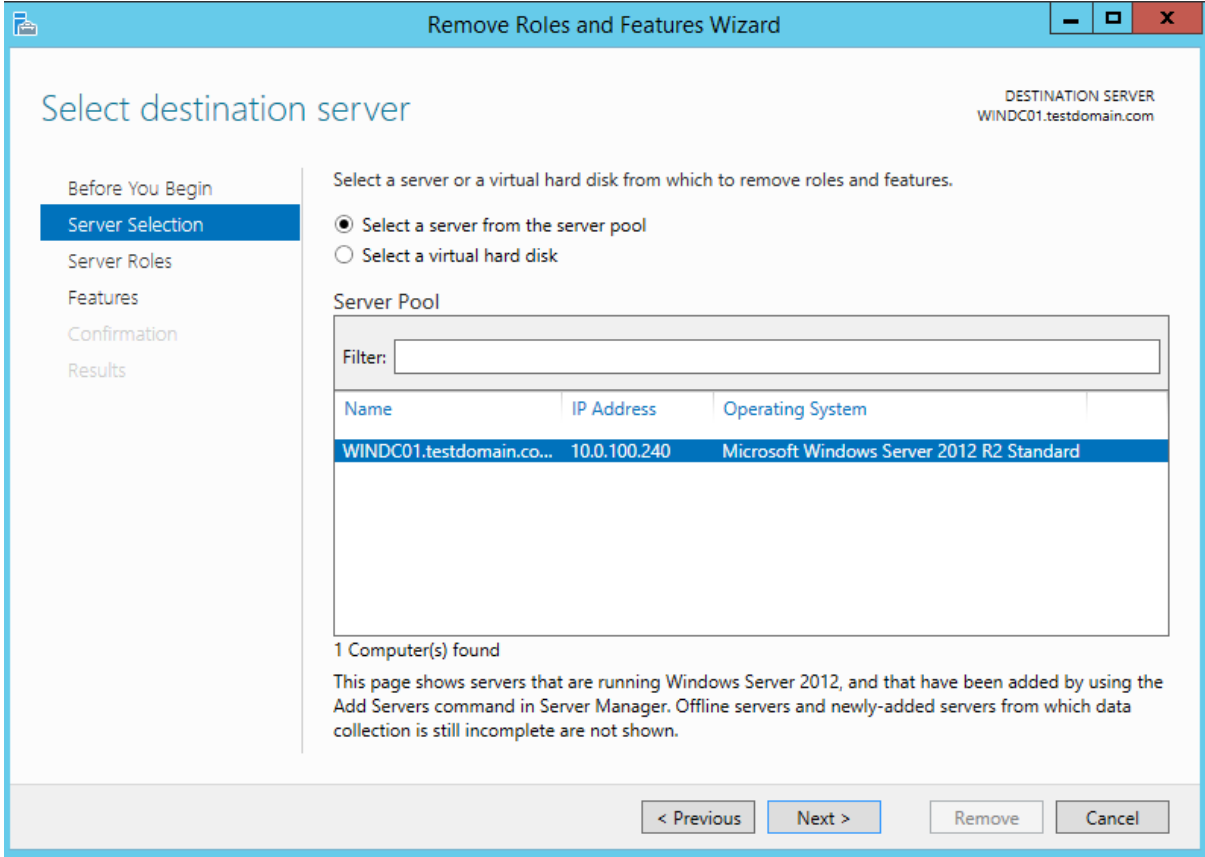 Remove Roles and Features Wizard
Select destination server
DESTINATION SERVER
WINDC01.testdomain.com
Before You Begin
Server Selection
Server Roles
Features
Confirmation
Results
Select a server or a virtual hard disk from which to remove roles and features.
Select a server from the server pool
Select a virtual hard disk
Server Pool
Filter:
Name IP Address Operating System
WINDC01.testdomain.co... 10.0.100.240 Microsoft Windows Server 2012 R2 Standard
1 Computer(s) found
This page shows servers that are running Windows Server 2012, and that have been added by using the
Add Servers command in Server Manager. Offline servers and newly-added servers from which data
collection is still incomplete are not shown.
< Previous Next > Remove Cancel